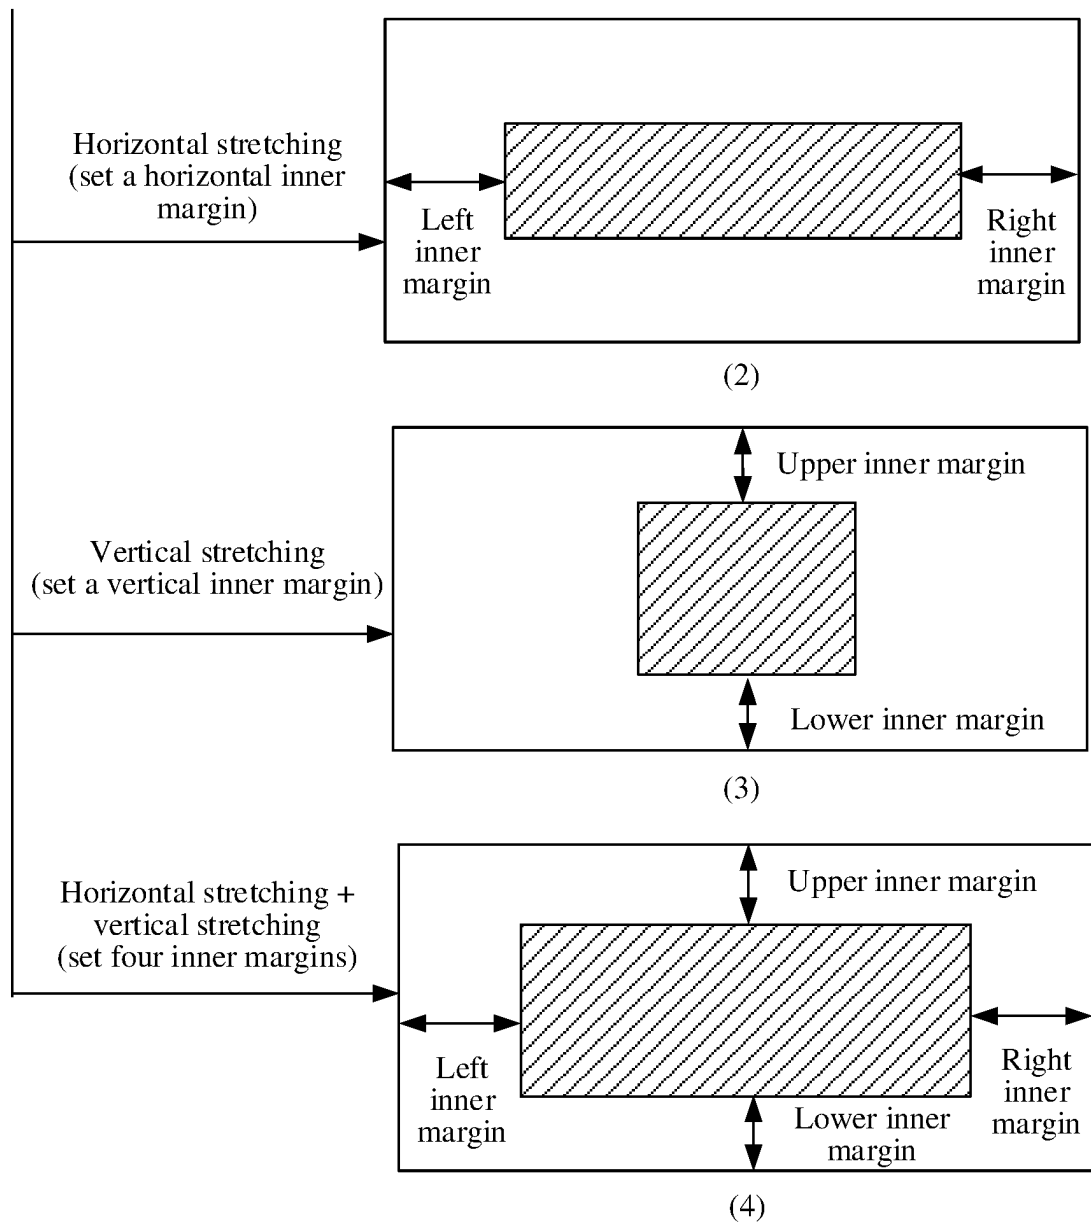 Horizontal stretching
(set a horizontal inner
margin)
Left
inner
margin
Right
inner
margin
(2)
Upper inner margin
Vertical stretching
(set a vertical inner margin)
Lower inner margin
(3)
Horizontal stretching +
vertical stretching
(set four inner margins)
Upper inner margin
Left
inner
margin
Lower inner
margin
Right
inner
margin
(4)